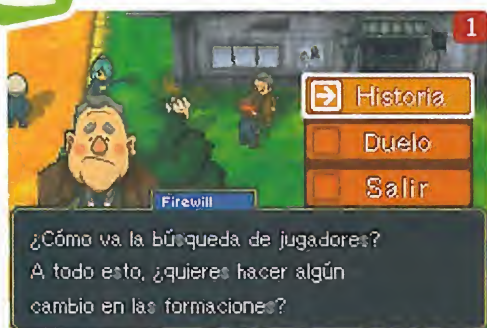 1
Historia
Duelo
Salir
Firewill
¿Cómo va la búsqueda de jugadores?
A todo esto, ¿quieres hacer algún
cambio en las formaciones?